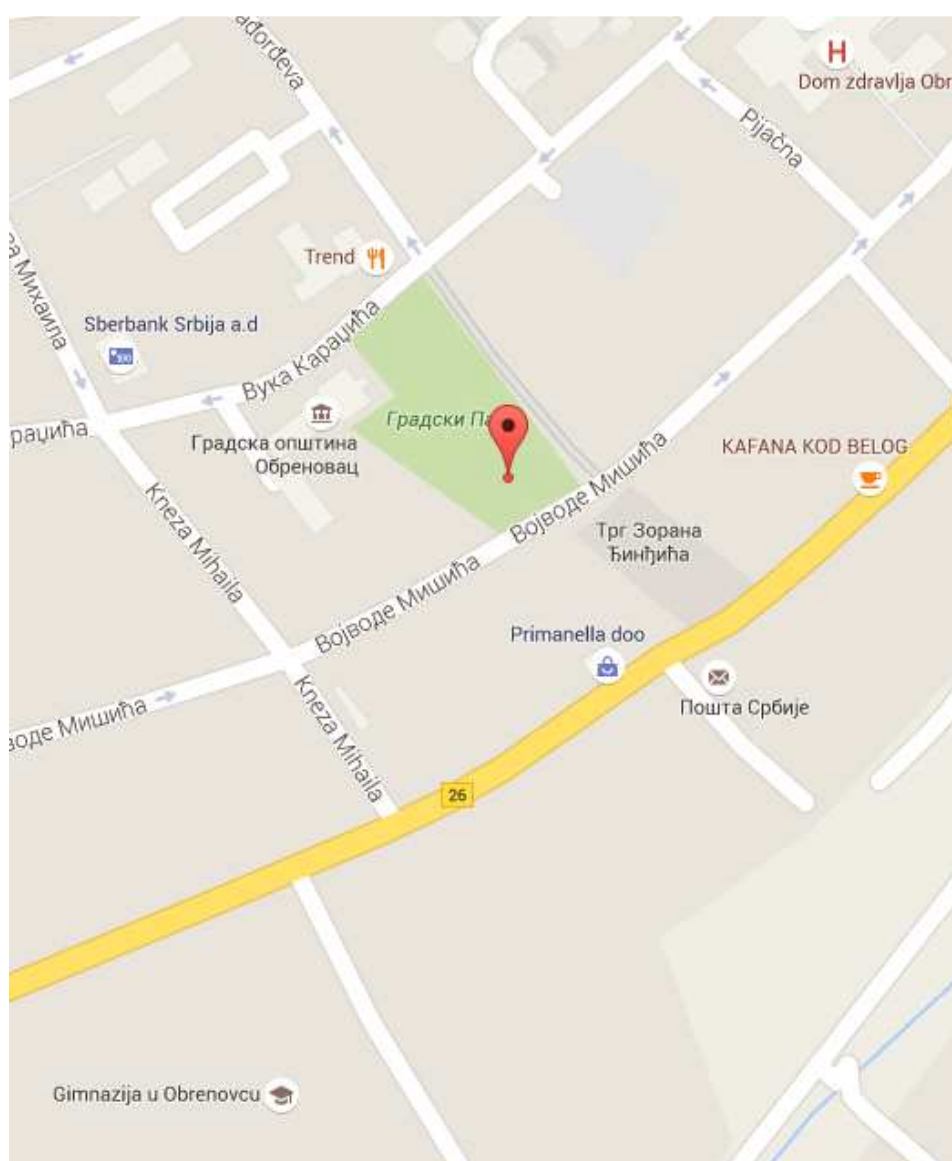 ađorđeva
Dom zdravlja Obr
Pijačna
Trend
за Михаила
Sberbank Srbija a.d
Вука Караџића
раџића
Градски Па
Градска општина
Обреновац
KAFANA KOD BELOG
Војводе Мишића
Kneza Mihaila
Трг Зорана
Ђинђића
Војводе Мишића
Primanella doo
Kneza Mihaila
Пошта Србије
воде Мишића
26
Gimnazija u Obrenovcu